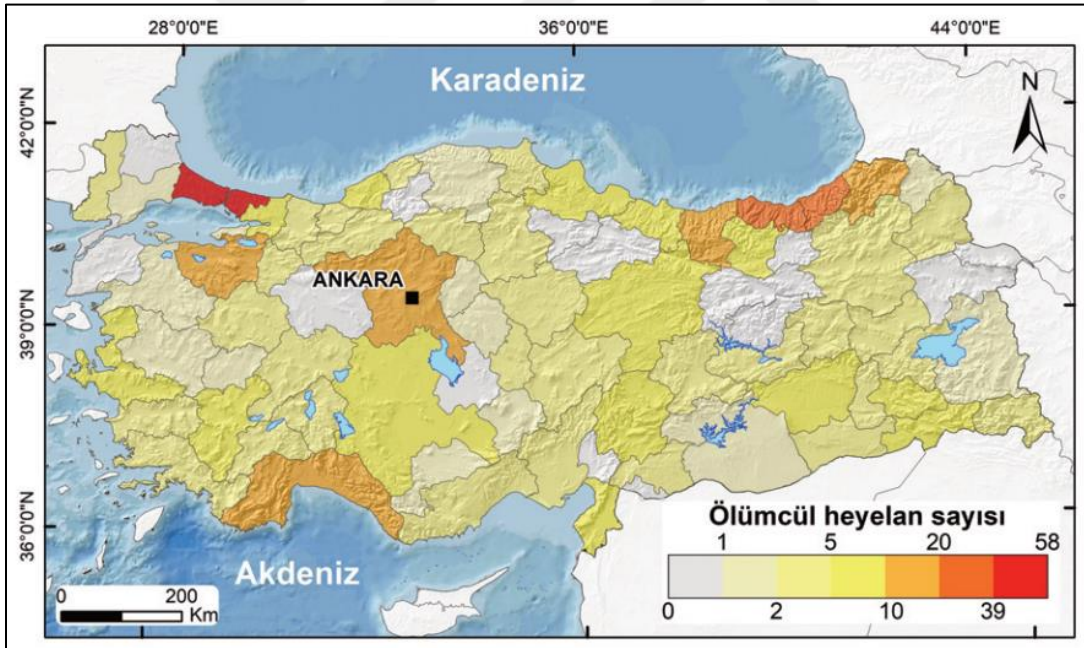 28°0'0"E 36°0'0"E 44°0'0"E
42°0'0"N
39°0'0"N
36°0'0"N
Karadeniz
N
ANKARA
Akdeniz
0 200
Km
Ölümcül heyelan sayısı
1 5 20 58
0 2 10 39